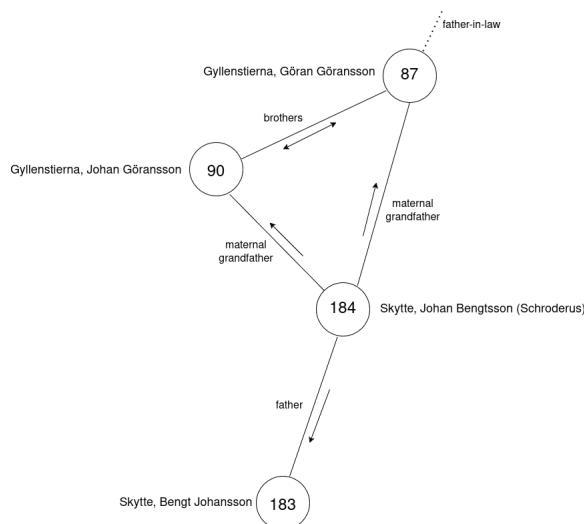 father-in-law
Gyllenstierna, Göran Göransson
87
brothers
Gyllenstierna, Johan Göransson
90
maternal
grandfather
maternal
grandfather
184
Skytte, Johan Bengtsson (Schroderus)
father
Skytte, Bengt Johansson
183